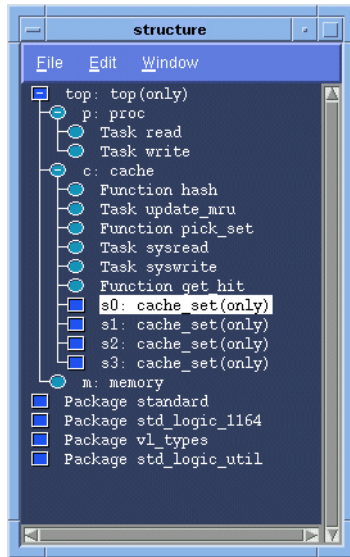 structure
File Edit Window
top: top(only)
p: proc
Task read
Task write
c: cache
Function hash
Task update_mru
Function pick_set
Task sysread
Task syswrite
Function get_hit
s0: cache_set(only)
s1: cache_set(only)
s2: cache_set(only)
s3: cache_set(only)
m: memory
Package standard
Package std_logic_1164
Package vl_types
Package std_logic_util